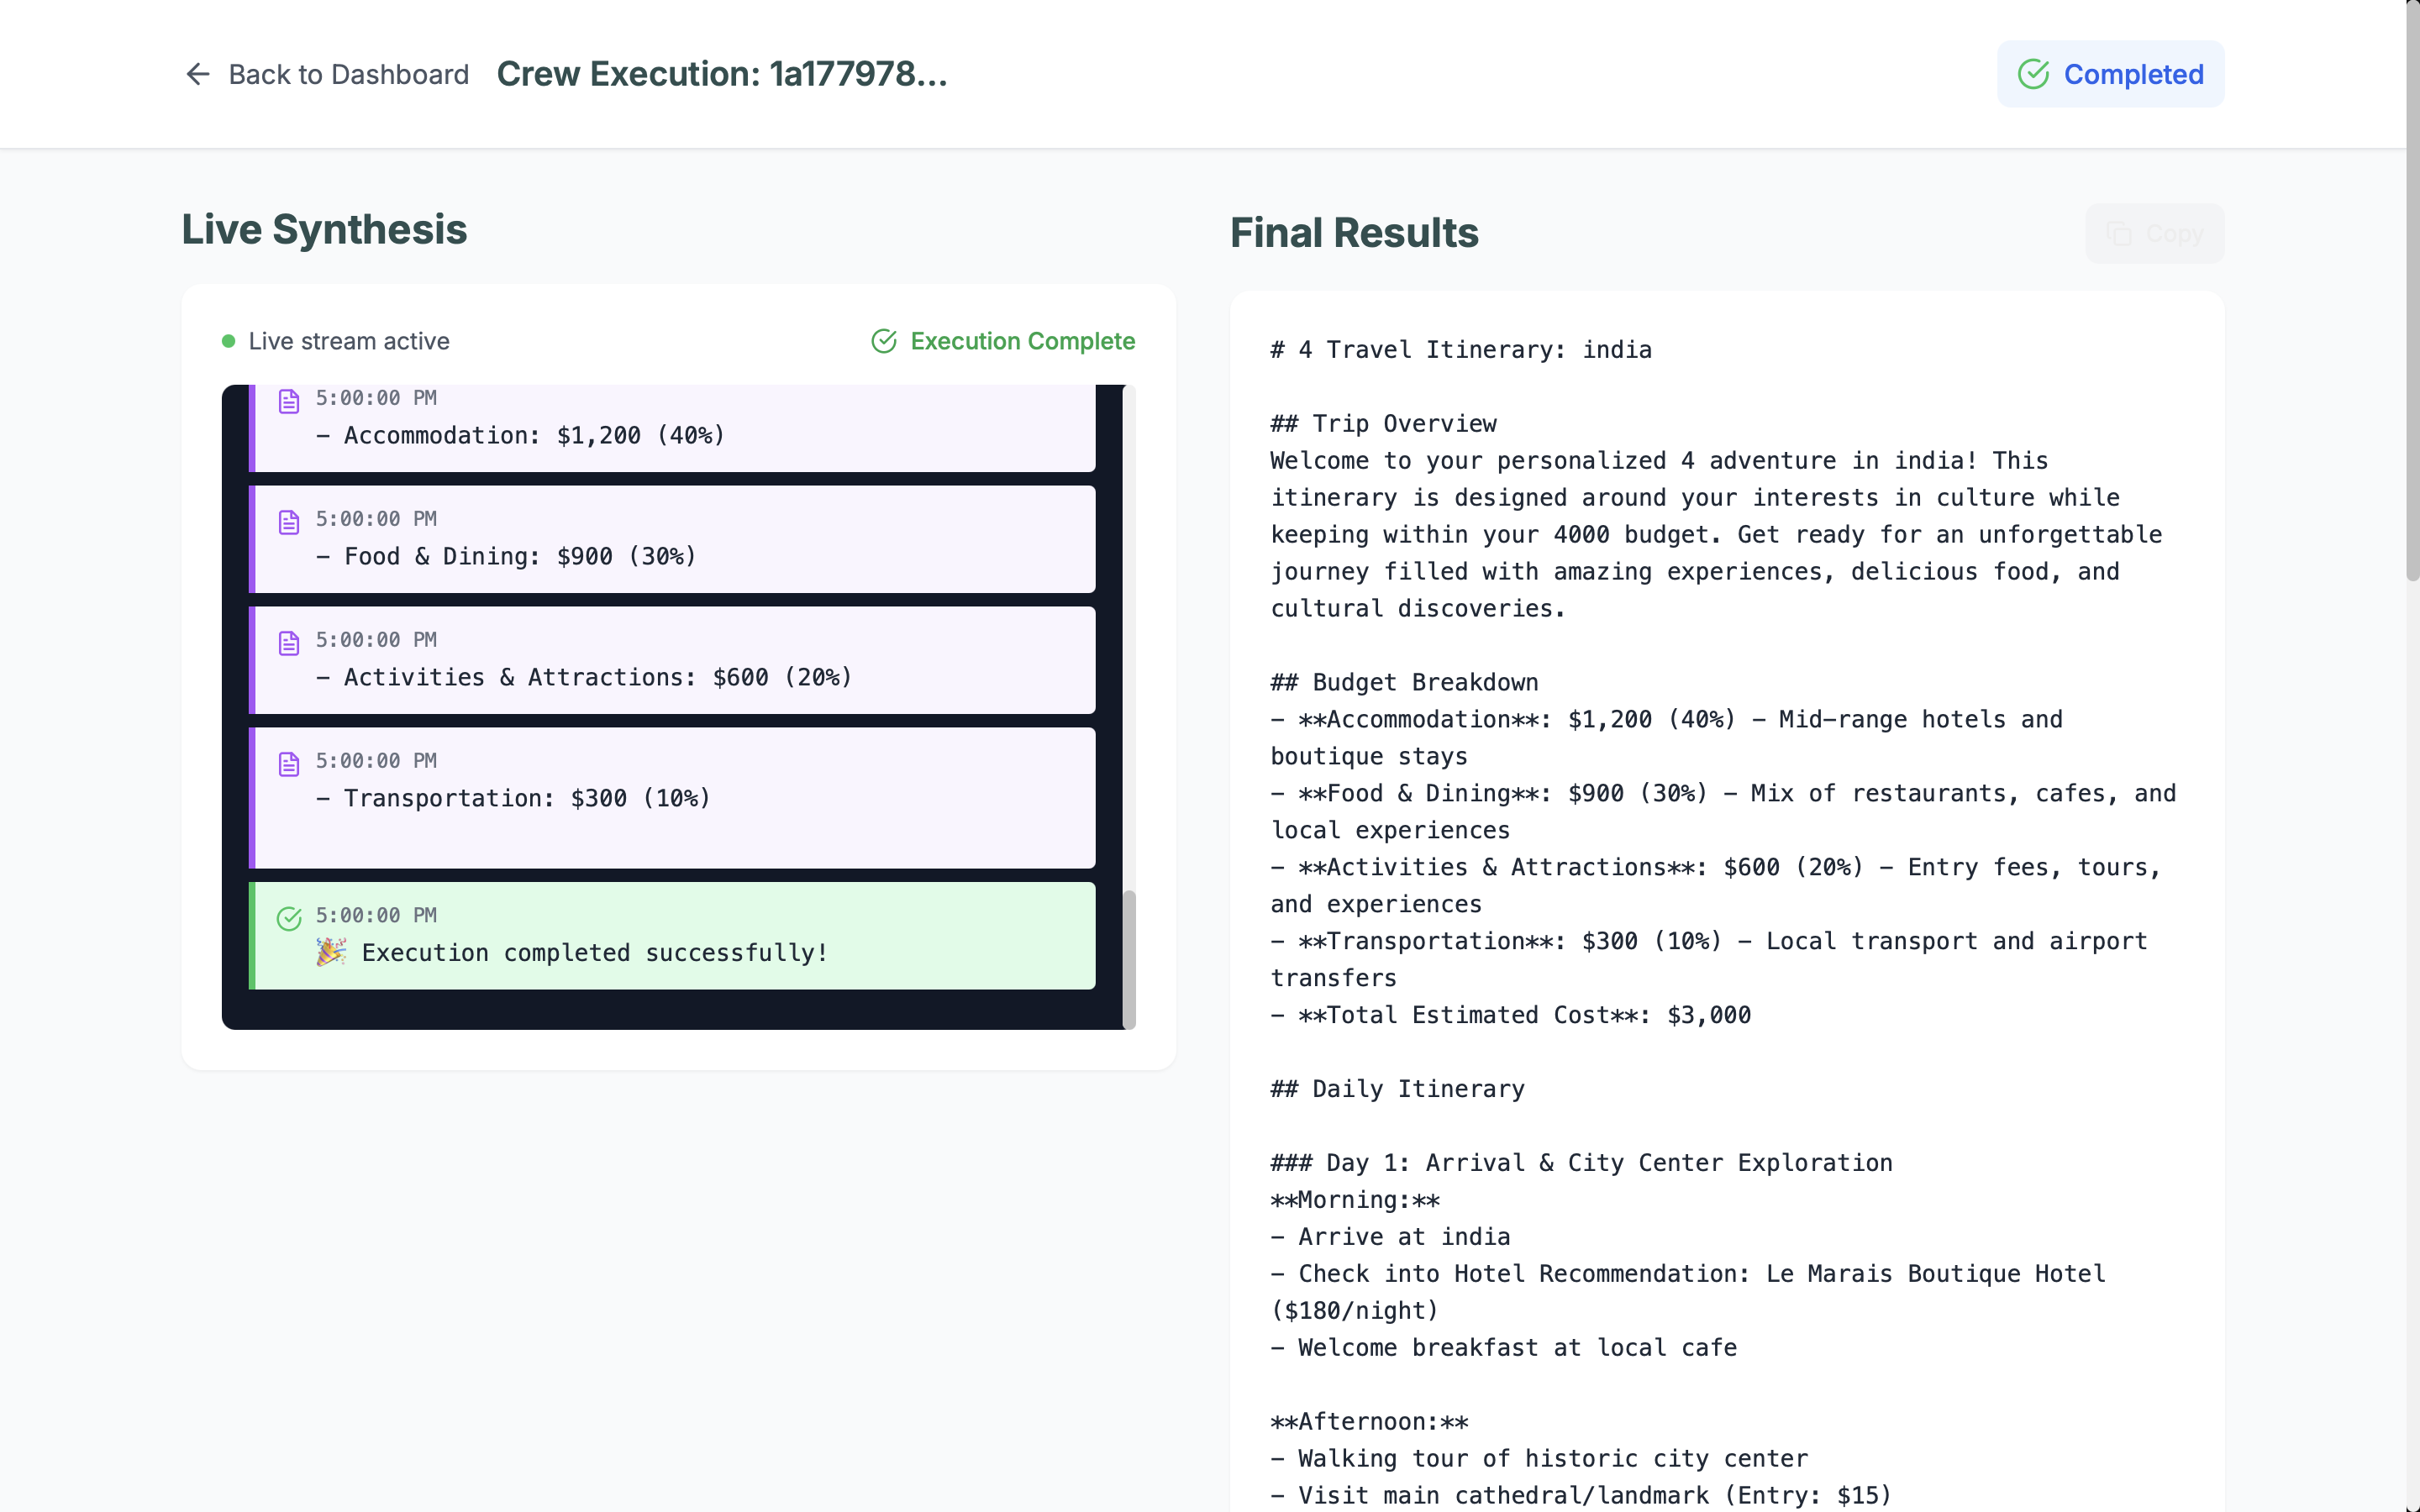 Back to Dashboard
Crew Execution: 1a177978...
Completed
Live Synthesis
Live stream active
Execution Complete
5:00:00 PM
– Accommodation: $1,200 (40%)
5:00:00 PM
– Food & Dining: $900 (30%)
5:00:00 PM
– Activities & Attractions: $600 (20%)
5:00:00 PM
– Transportation: $300 (10%)
5:00:00 PM
🎉 Execution completed successfully!
Final Results
Copy
# 4 Travel Itinerary: india
## Trip Overview
Welcome to your personalized 4 adventure in india! This
itinerary is designed around your interests in culture while
keeping within your 4000 budget. Get ready for an unforgettable
journey filled with amazing experiences, delicious food, and
cultural discoveries.
## Budget Breakdown
– **Accommodation**: $1,200 (40%) – Mid–range hotels and
boutique stays
– **Food & Dining**: $900 (30%) – Mix of restaurants, cafes, and
local experiences
– **Activities & Attractions**: $600 (20%) – Entry fees, tours,
and experiences
– **Transportation**: $300 (10%) – Local transport and airport
transfers
– **Total Estimated Cost**: $3,000
## Daily Itinerary
### Day 1: Arrival & City Center Exploration
**Morning:**
– Arrive at india
– Check into Hotel Recommendation: Le Marais Boutique Hotel
($180/night)
– Welcome breakfast at local cafe
**Afternoon:**
– Walking tour of historic city center
– Visit main cathedral/landmark (Entry: $15)